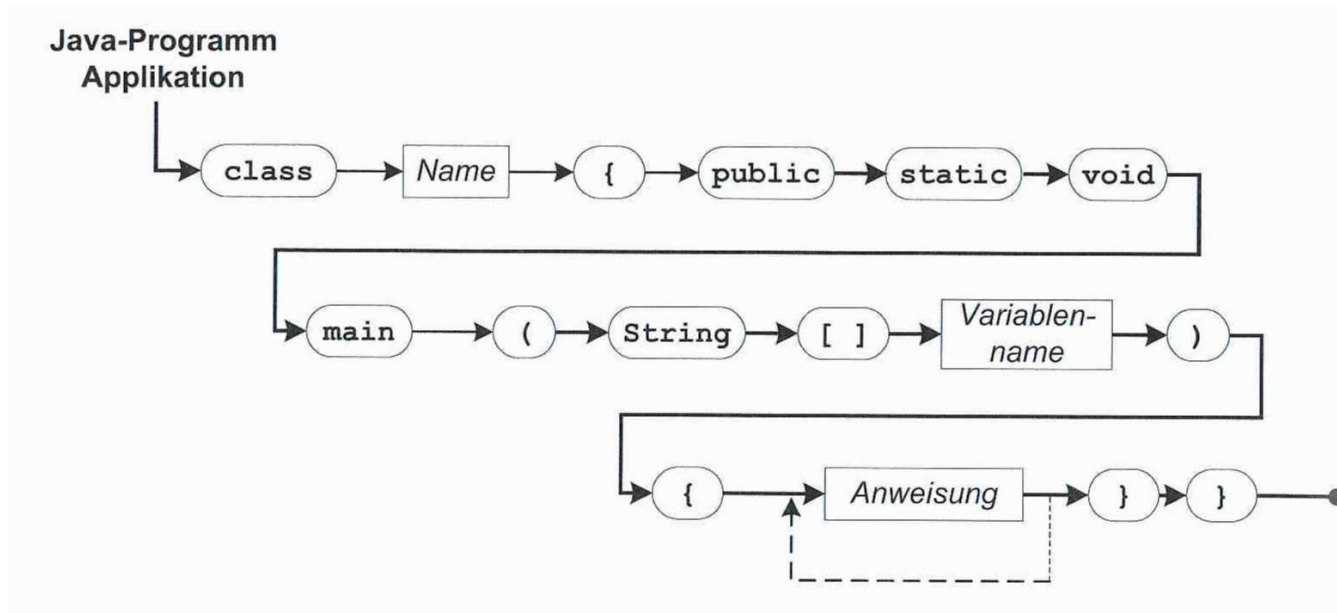 Java-Programm
Applikation
class Name { public static void
main ( String [ ] Variablen-
name )
{ Anweisung } }